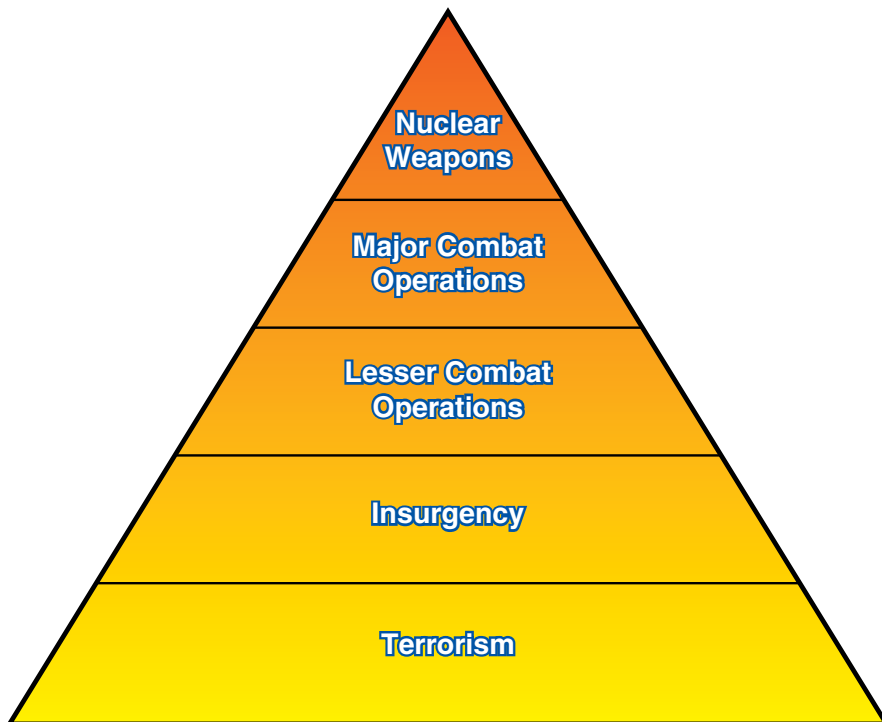 Nuclear
Weapons
Major Combat
Operations
Lesser Combat
Operations
Insurgency
Terrorism